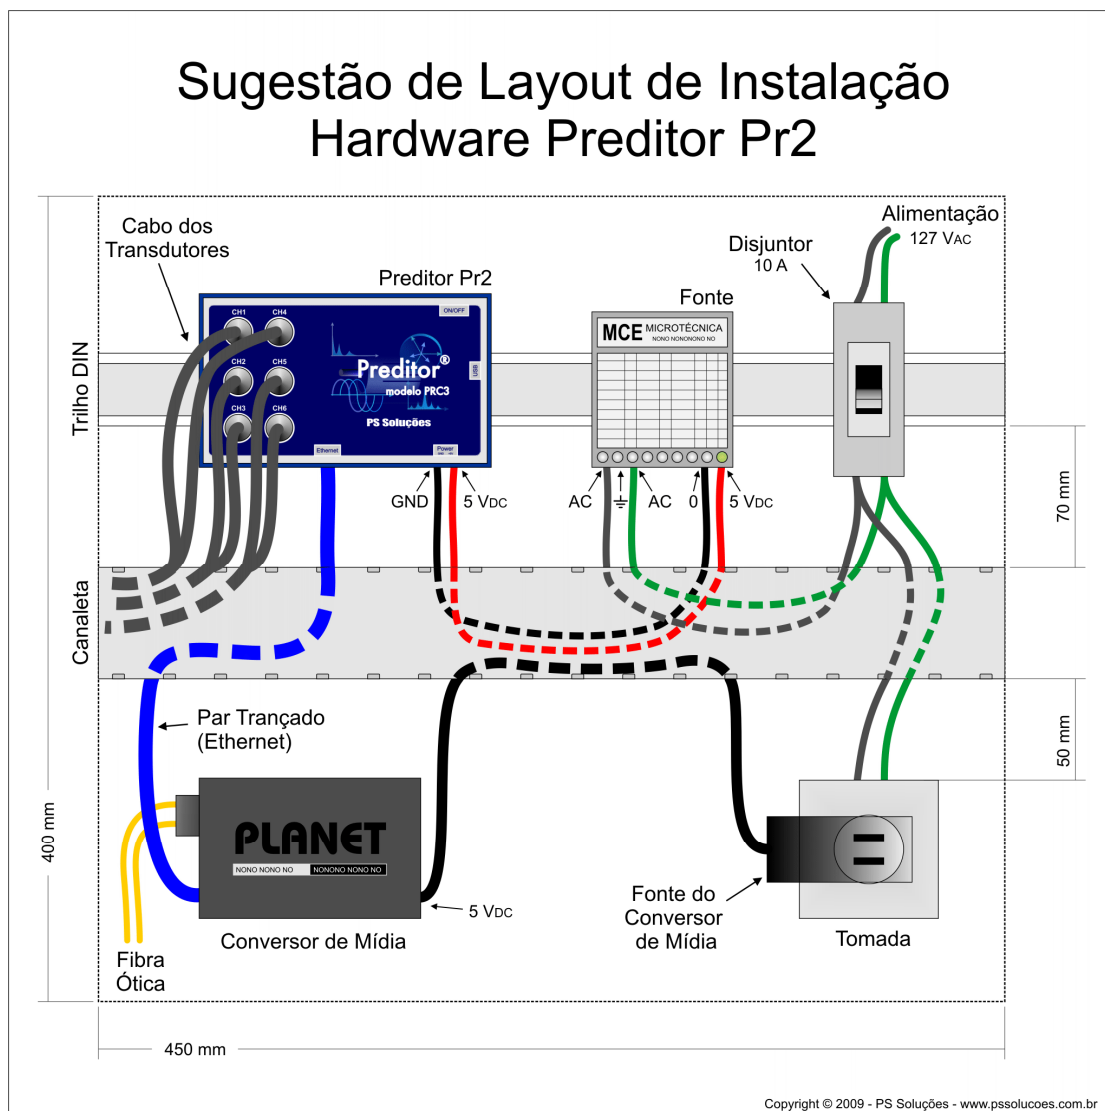 Sugestão de Layout de Instalação
Hardware Preditor Pr2
Alimentação
127 VAC
Cabo dos
Transdutores
Disjuntor
10 A
Preditor Pr2
Fonte
CH1
CH4
ON/OFF
CH2
CH5
CH3
CH6
Preditor®
modelo PRC3
PS Soluções
USB
Ethernet
Power
MCE MICROTÉCNICA
NONO NONONONO NO
Trilho DIN
GND
5 VDC
AC
AC
0
5 VDC
70 mm
Canaleta
Par Trançado
(Ethernet)
50 mm
400 mm
PLANET
NONO NONO NO
NONONO NONO NO
5 VDC
Conversor de Mídia
Fonte do
Conversor
de Mídia
Tomada
Fibra
Ótica
450 mm
Copyright © 2009 - PS Soluções - www.pssolucoes.com.br